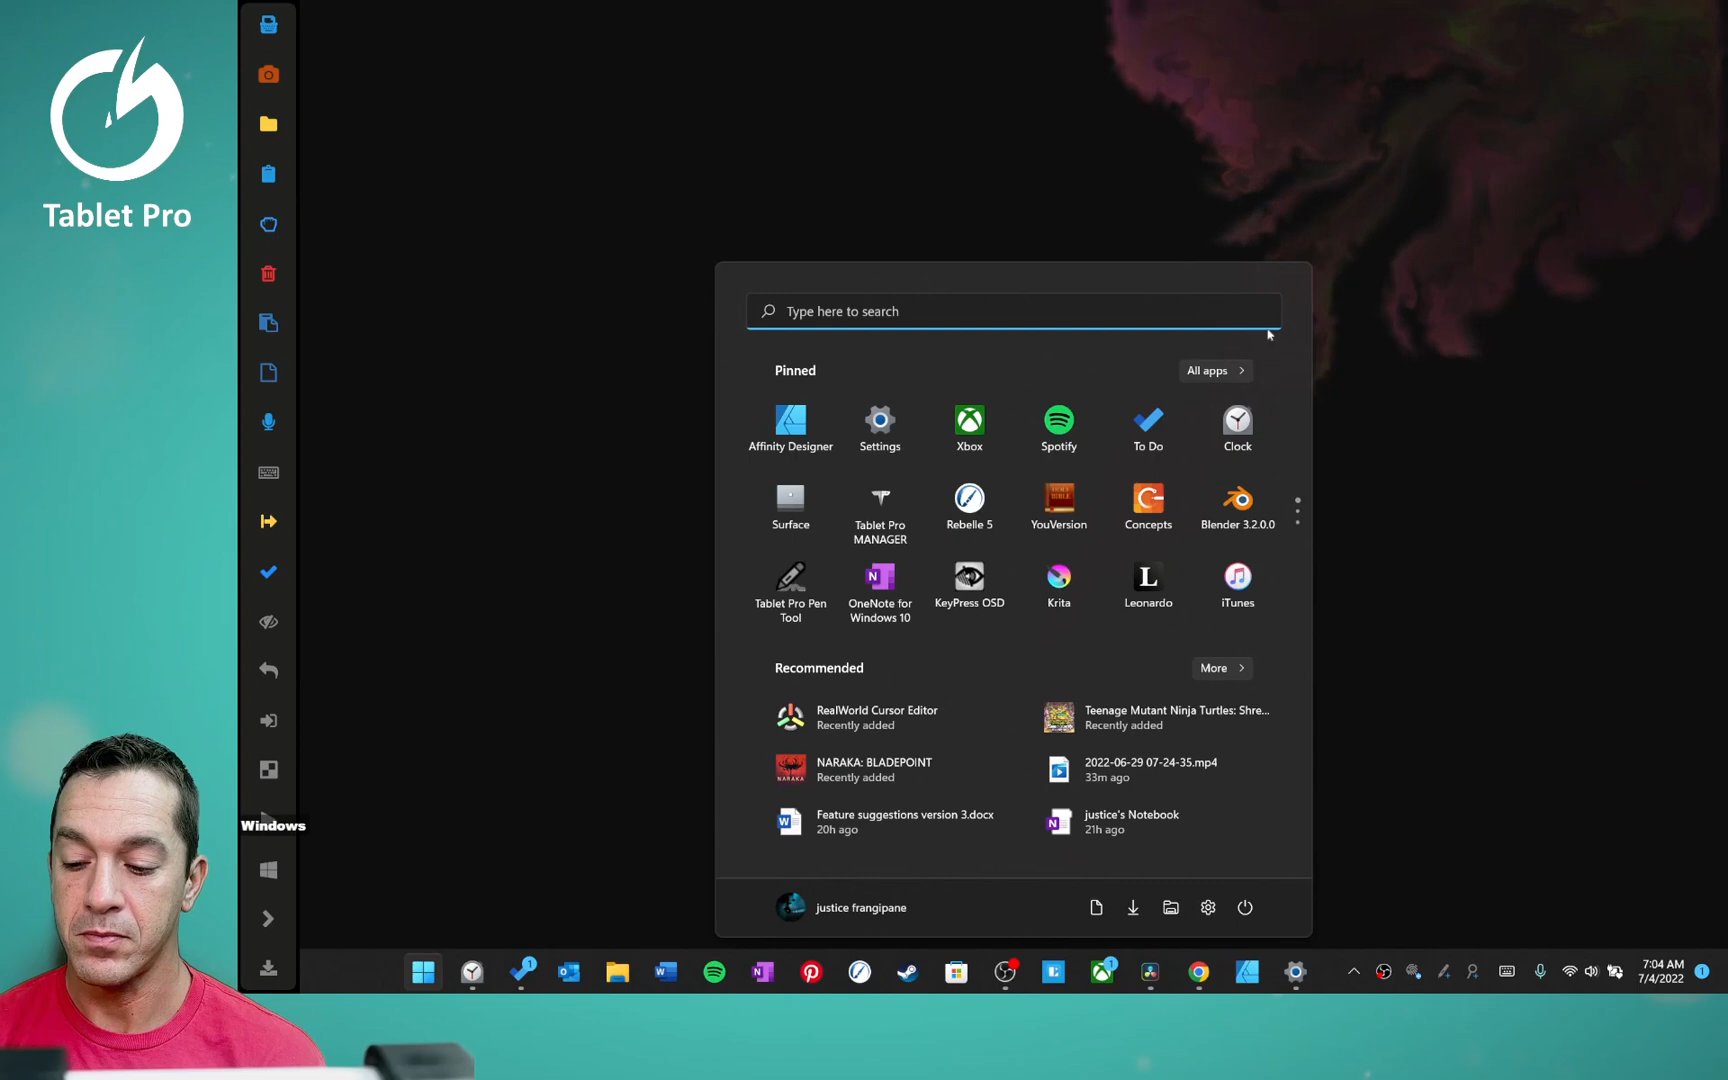 Tablet Pro
Type here to search
Pinned
All apps
Affinity Designer
Settings
Xbox
Spotify
To Do
Clock
Surface
Tablet Pro
MANAGER
Rebelle 5
YouVersion
Concepts
Blender 3.2.0.0
Tablet Pro Pen
Tool
OneNote for
Windows 10
KeyPress OSD
Krita
L
Leonardo
iTunes
Recommended
More
RealWorld Cursor Editor
Recently added
Teenage Mutant Ninja Turtles: Shre...
Recently added
NARAKA
NARAKA: BLADEPOINT
Recently added
2022-06-29 07-24-35.mp4
33m ago
Feature suggestions version 3.docx
20h ago
justice's Notebook
21h ago
Windows
justice frangipane
1
1
7:04 AM
7/4/2022
1